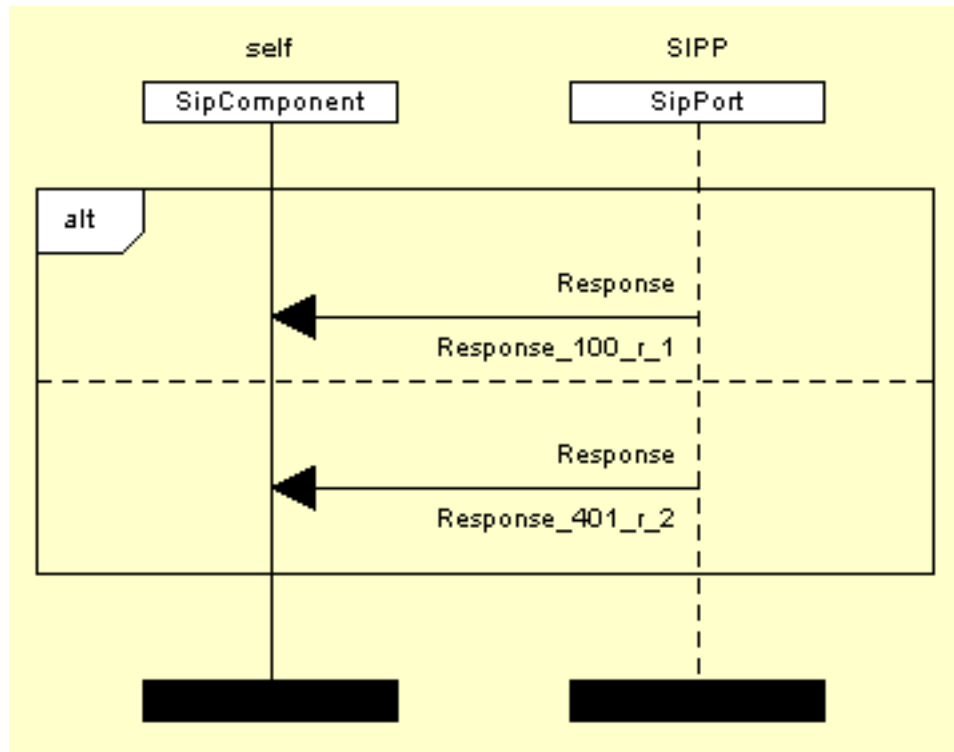 self SIPP
SipComponent SipPort
alt
Response
Response_100_r_1
Response
Response_401_r_2